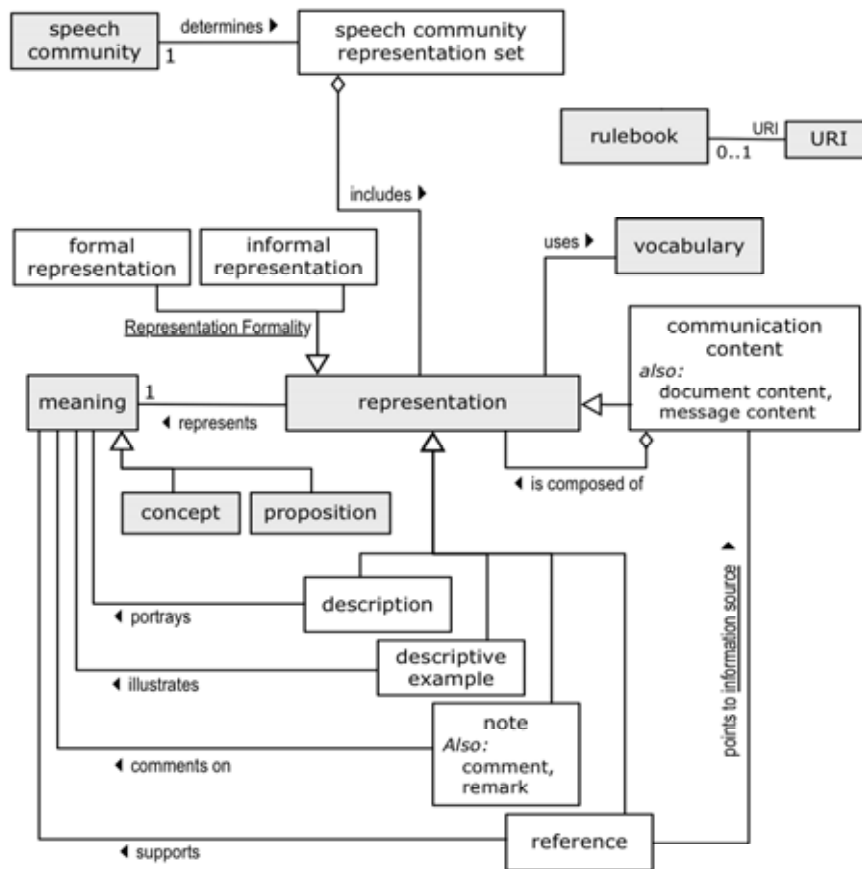 speech
community
determines ▶
1
speech community
representation set
rulebook
0..1
URI
URI
includes ▶
formal
representation
informal
representation
uses ▶
vocabulary
Representation Formality
communication
content
also:
document content,
message content
meaning
1
◀ represents
representation
◀ is composed of
concept
proposition
description
◀ portrays
descriptive
example
◀ illustrates
note
Also:
comment,
remark
◀ comments on
points to information source ▶
reference
◀ supports